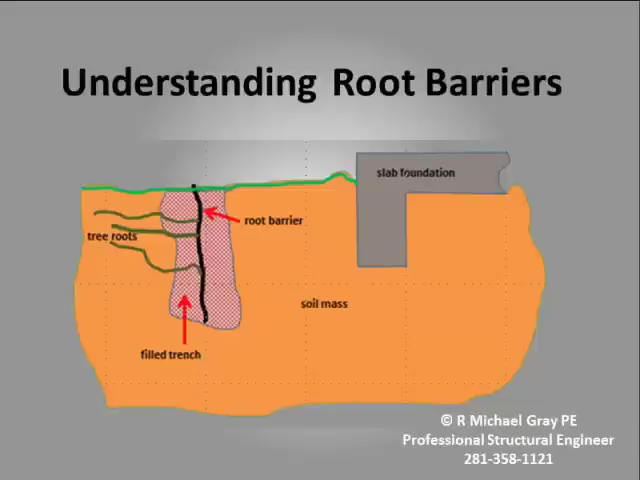 Understanding Root Barriers
slab foundation
root barrier
tree roots
soil mass
filled trench
© R Michael Gray PE
Professional Structural Engineer
281-358-1121